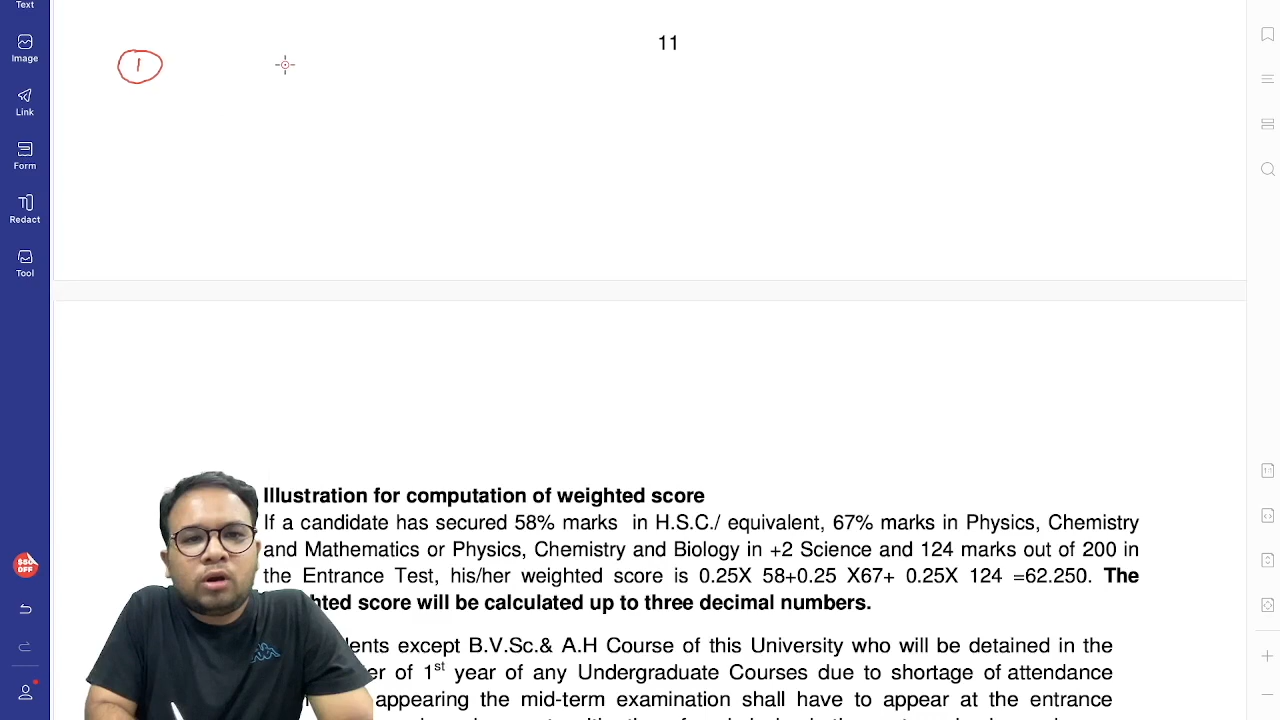 Text
Image
Link
Form
Redact
Tool
11
1
Illustration for computation of weighted score
If a candidate has secured 58% marks in H.S.C./ equivalent, 67% marks in Physics, Chemistry
and Mathematics or Physics, Chemistry and Biology in +2 Science and 124 marks out of 200 in
the Entrance Test, his/her weighted score is 0.25X 58+0.25 X67+ 0.25X 124 =62.250. The
hted score will be calculated up to three decimal numbers.
ents except B.V.Sc.& A.H Course of this University who will be detained in the
er of 1st year of any Undergraduate Courses due to shortage of attendance
appearing the mid-term examination shall have to appear at the entrance